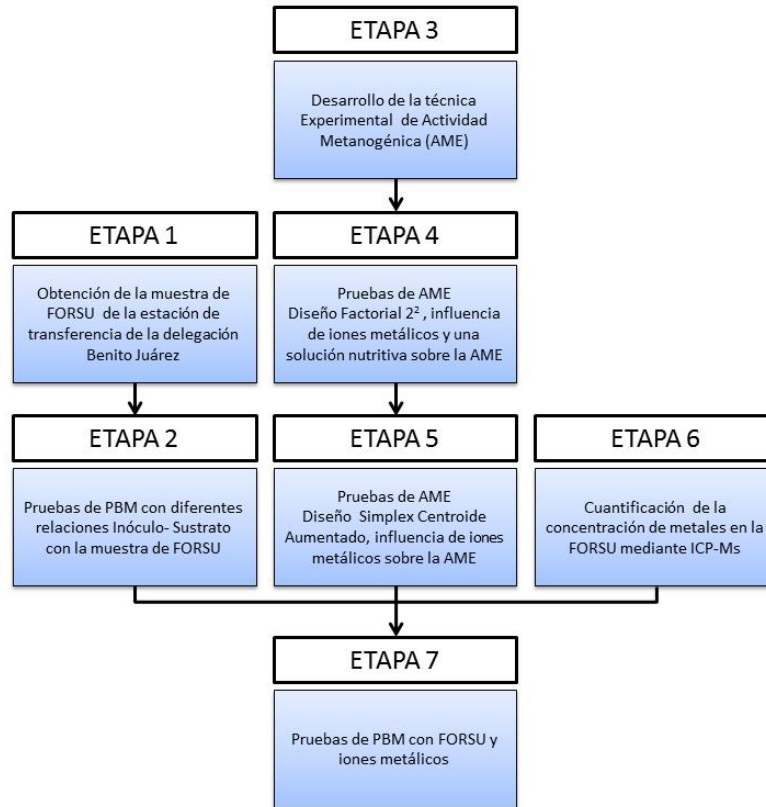 ETAPA 3
Desarrollo de la técnica
Experimental de Actividad
Metanogénica (AME)
ETAPA 1
Obtención de la muestra de
FORSU de la estación de
transferencia de la delegación
Benito Juárez
ETAPA 4
Pruebas de AME
Diseño Factorial 2², influencia
de iones metálicos y una
solución nutritiva sobre la AME
ETAPA 2
Pruebas de PBM con diferentes
relaciones Inóculo- Sustrato
con la muestra de FORSU
ETAPA 5
Pruebas de AME
Diseño Simplex Centroide
Aumentado, influencia de iones
metálicos sobre la AME
ETAPA 6
Cuantificación de la
concentración de metales en la
FORSU mediante ICP-Ms
ETAPA 7
Pruebas de PBM con FORSU y
iones metálicos